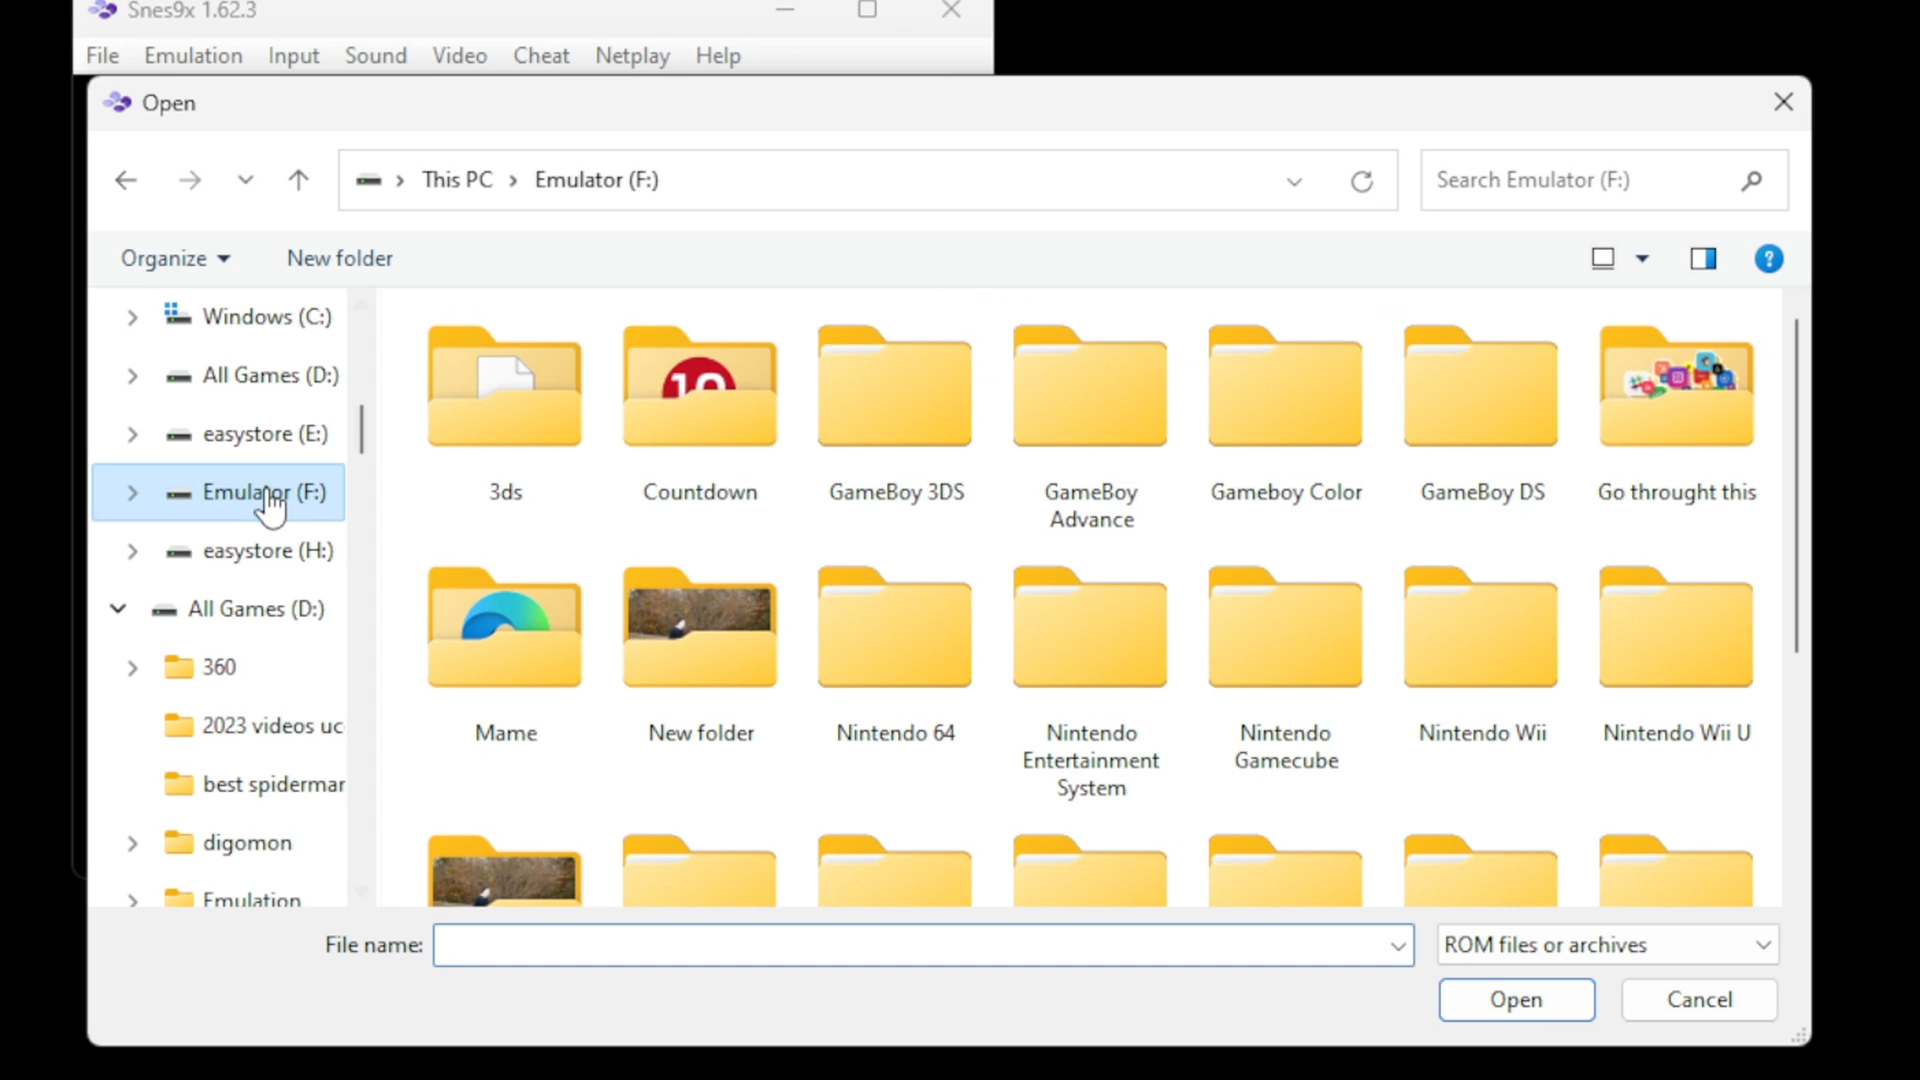 Snes9x 1.62.3
File Emulation Input Sound Video Cheat Netplay Help
Open
This PC Emulator (F:)
Search Emulator (F:)
Organize New folder
Windows (C:)
All Games (D:)
easystore (E:)
Emulator (F:)
easystore (H:)
All Games (D:)
360
2023 videos uc
best spiderman
digomon
Emulation
10
3ds
Countdown
GameBoy 3DS
GameBoy
Advance
Gameboy Color
GameBoy DS
Go throught this
Mame
New folder
Nintendo 64
Nintendo
Entertainment
System
Nintendo
Gamecube
Nintendo Wii
Nintendo Wii U
File name:
ROM files or archives
Open
Cancel